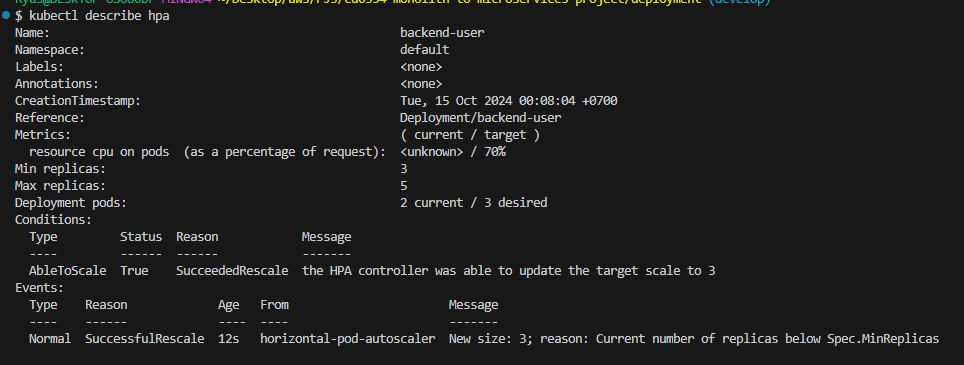 $ kubectl describe hpa
Name: backend-user
Namespace: default
Labels: <none>
Annotations: <none>
CreationTimestamp: Tue, 15 Oct 2024 00:08:04 +0700
Reference: Deployment/backend-user
Metrics: ( current / target )
resource cpu on pods (as a percentage of request): <unknown> / 70%
Min replicas: 3
Max replicas: 5
Deployment pods: 2 current / 3 desired
Conditions:
Type Status Reason Message
---- ------ ------ -------
AbleToScale True SucceededRescale the HPA controller was able to update the target scale to 3
Events:
Type Reason Age From Message
---- ------ ---- ---- -------
Normal SuccessfulRescale 12s horizontal-pod-autoscaler New size: 3; reason: Current number of replicas below Spec.MinReplicas